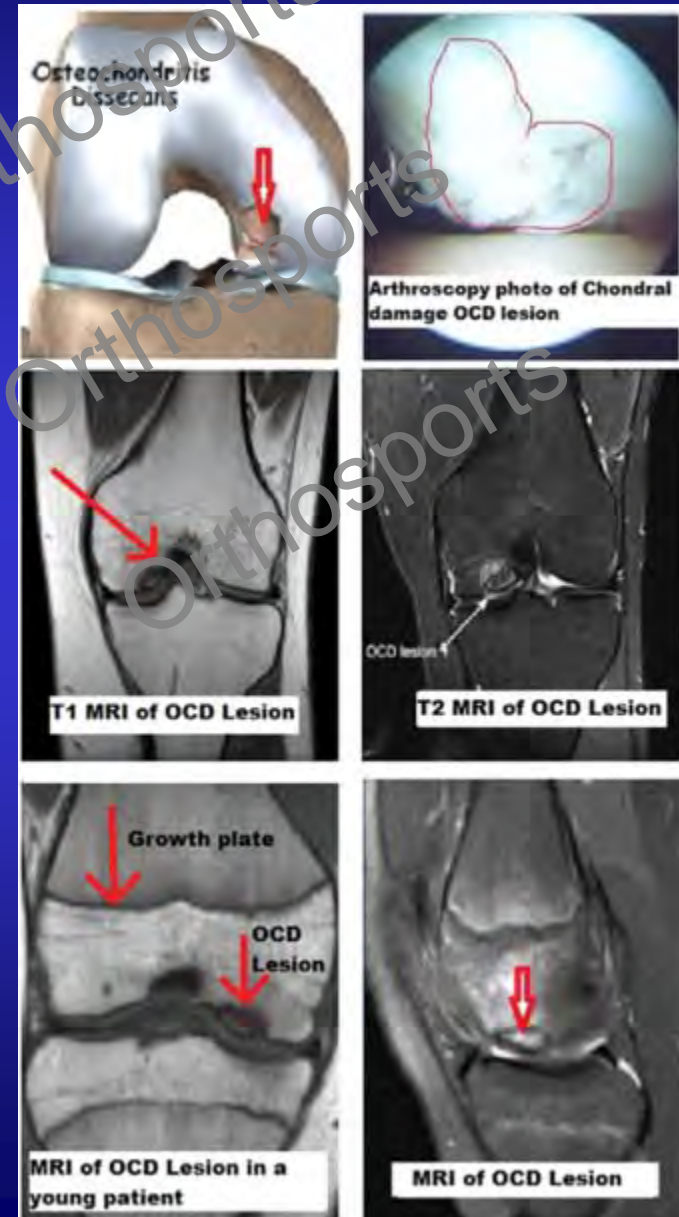 Osteochondritis
Dissecans
Arthroscopy photo of Chondral
damage OCD lesion
T1 MRI of OCD Lesion
OCD lesion
T2 MRI of OCD Lesion
Growth plate
OCD
Lesion
MRI of OCD Lesion in a
young patient
MRI of OCD Lesion
Orthosports
Orthosports
Orthosports